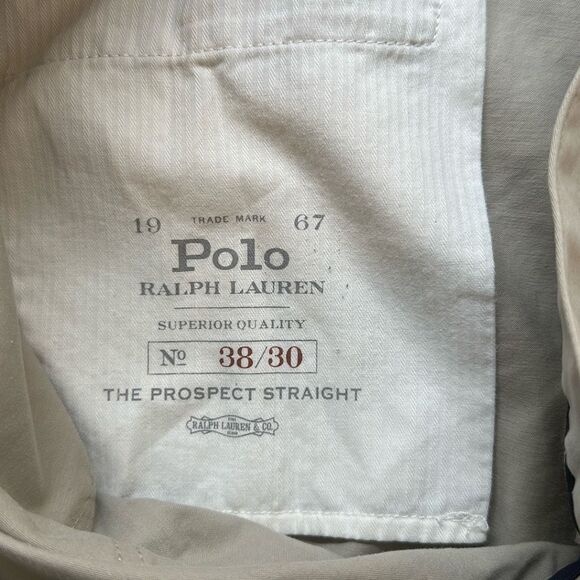 19 TRADE MARK 67
Polo
RALPH LAUREN
SUPERIOR QUALITY
Nº 38/30
THE PROSPECT STRAIGHT
RALPH LAUREN & CO.